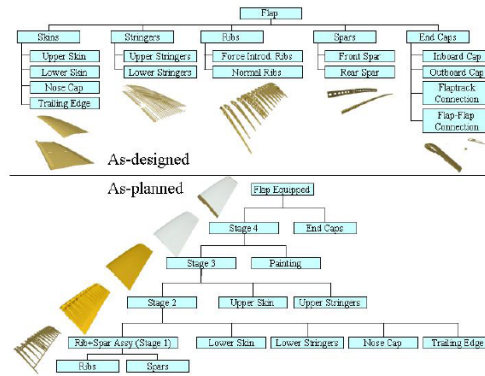 Flap
Skins
Stringers
Ribs
Spars
End Caps
Upper Skin
Upper Stringers
Force Introd. Ribs
Front Spar
Inboard Cap
Lower Skin
Lower Stringers
Normal Ribs
Rear Spar
Outboard Cap
Nose Cap
Flaptrack
Connection
Trailing Edge
Flap-Flap
Connection
As-designed
As-planned
Flap Equipped
Stage 4
End Caps
Stage 3
Painting
Stage 2
Upper Skin
Upper Stringers
Rib+Spar Assy (Stage 1)
Lower Skin
Lower Stringers
Nose Cap
Trailing Edge
Ribs
Spars